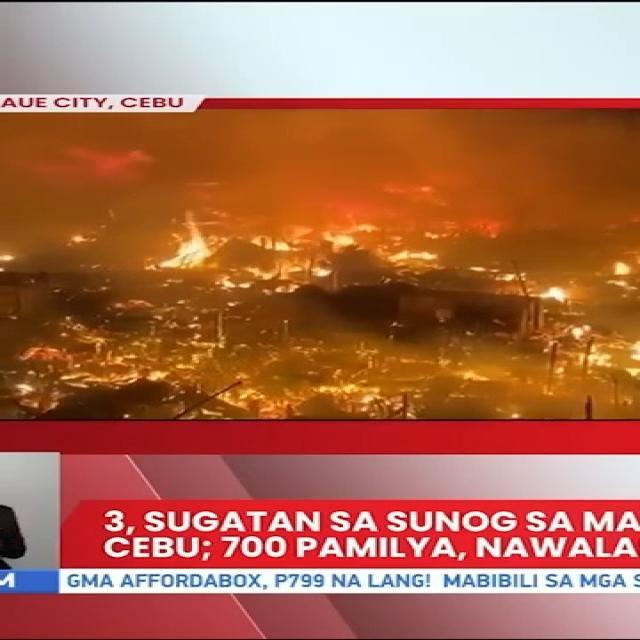 AUE CITY, CEBU
3, SUGATAN SA SUNOG SA MA
CEBU; 700 PAMILYA, NAWALA
M GMA AFFORDABOX, P799 NA LANG! MABIBILI SA MGA S